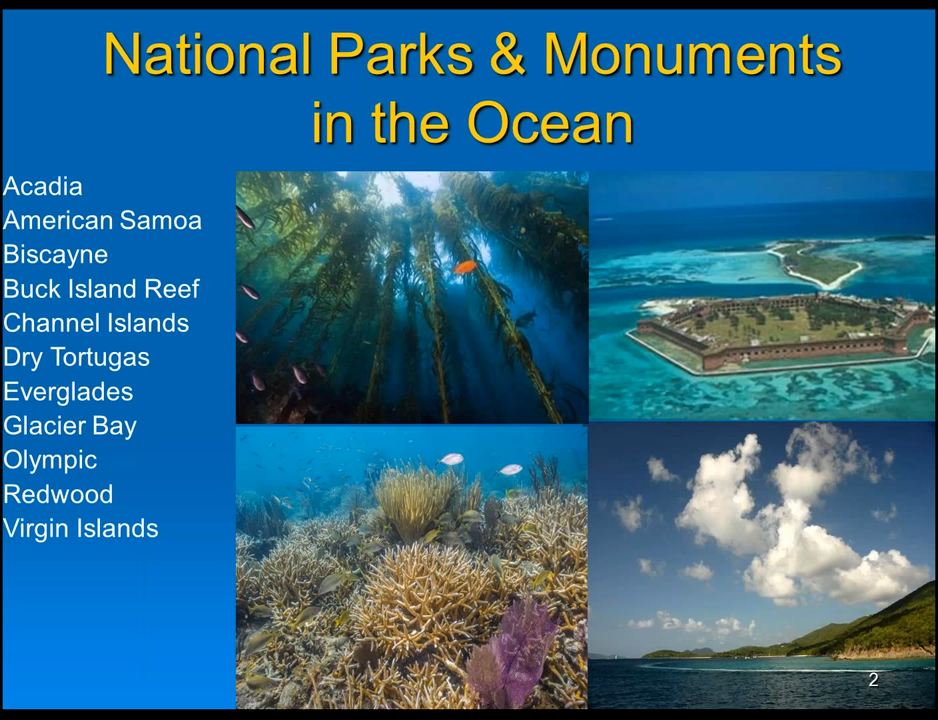 National Parks & Monuments
in the Ocean
Acadia
American Samoa
Biscayne
Buck Island Reef
Channel Islands
Dry Tortugas
Everglades
Glacier Bay
Olympic
Redwood
Virgin Islands
2